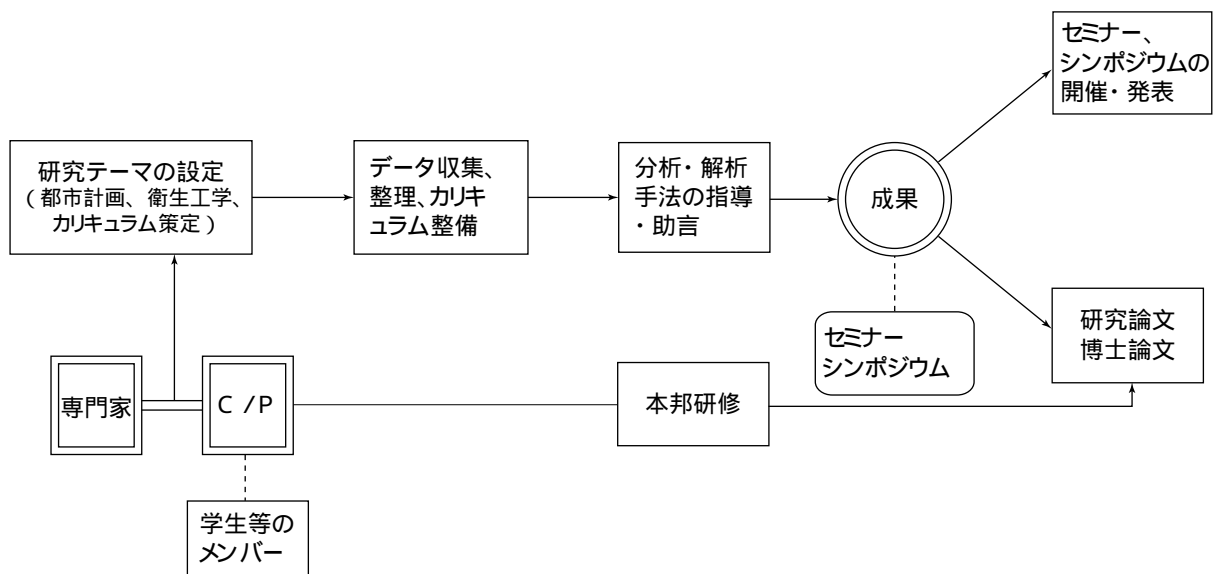 セミナー、
シンポジウムの
開催・発表
研究テーマの設定
（都市計画、衛生工学、
カリキュラム策定）
データ収集、
整理、カリキ
ュラム整備
分析・解析
手法の指導
・助言
成果
セミナー
シンポジウム
研究論文
博士論文
専門家
C /P
本邦研修
学生等の
メンバー